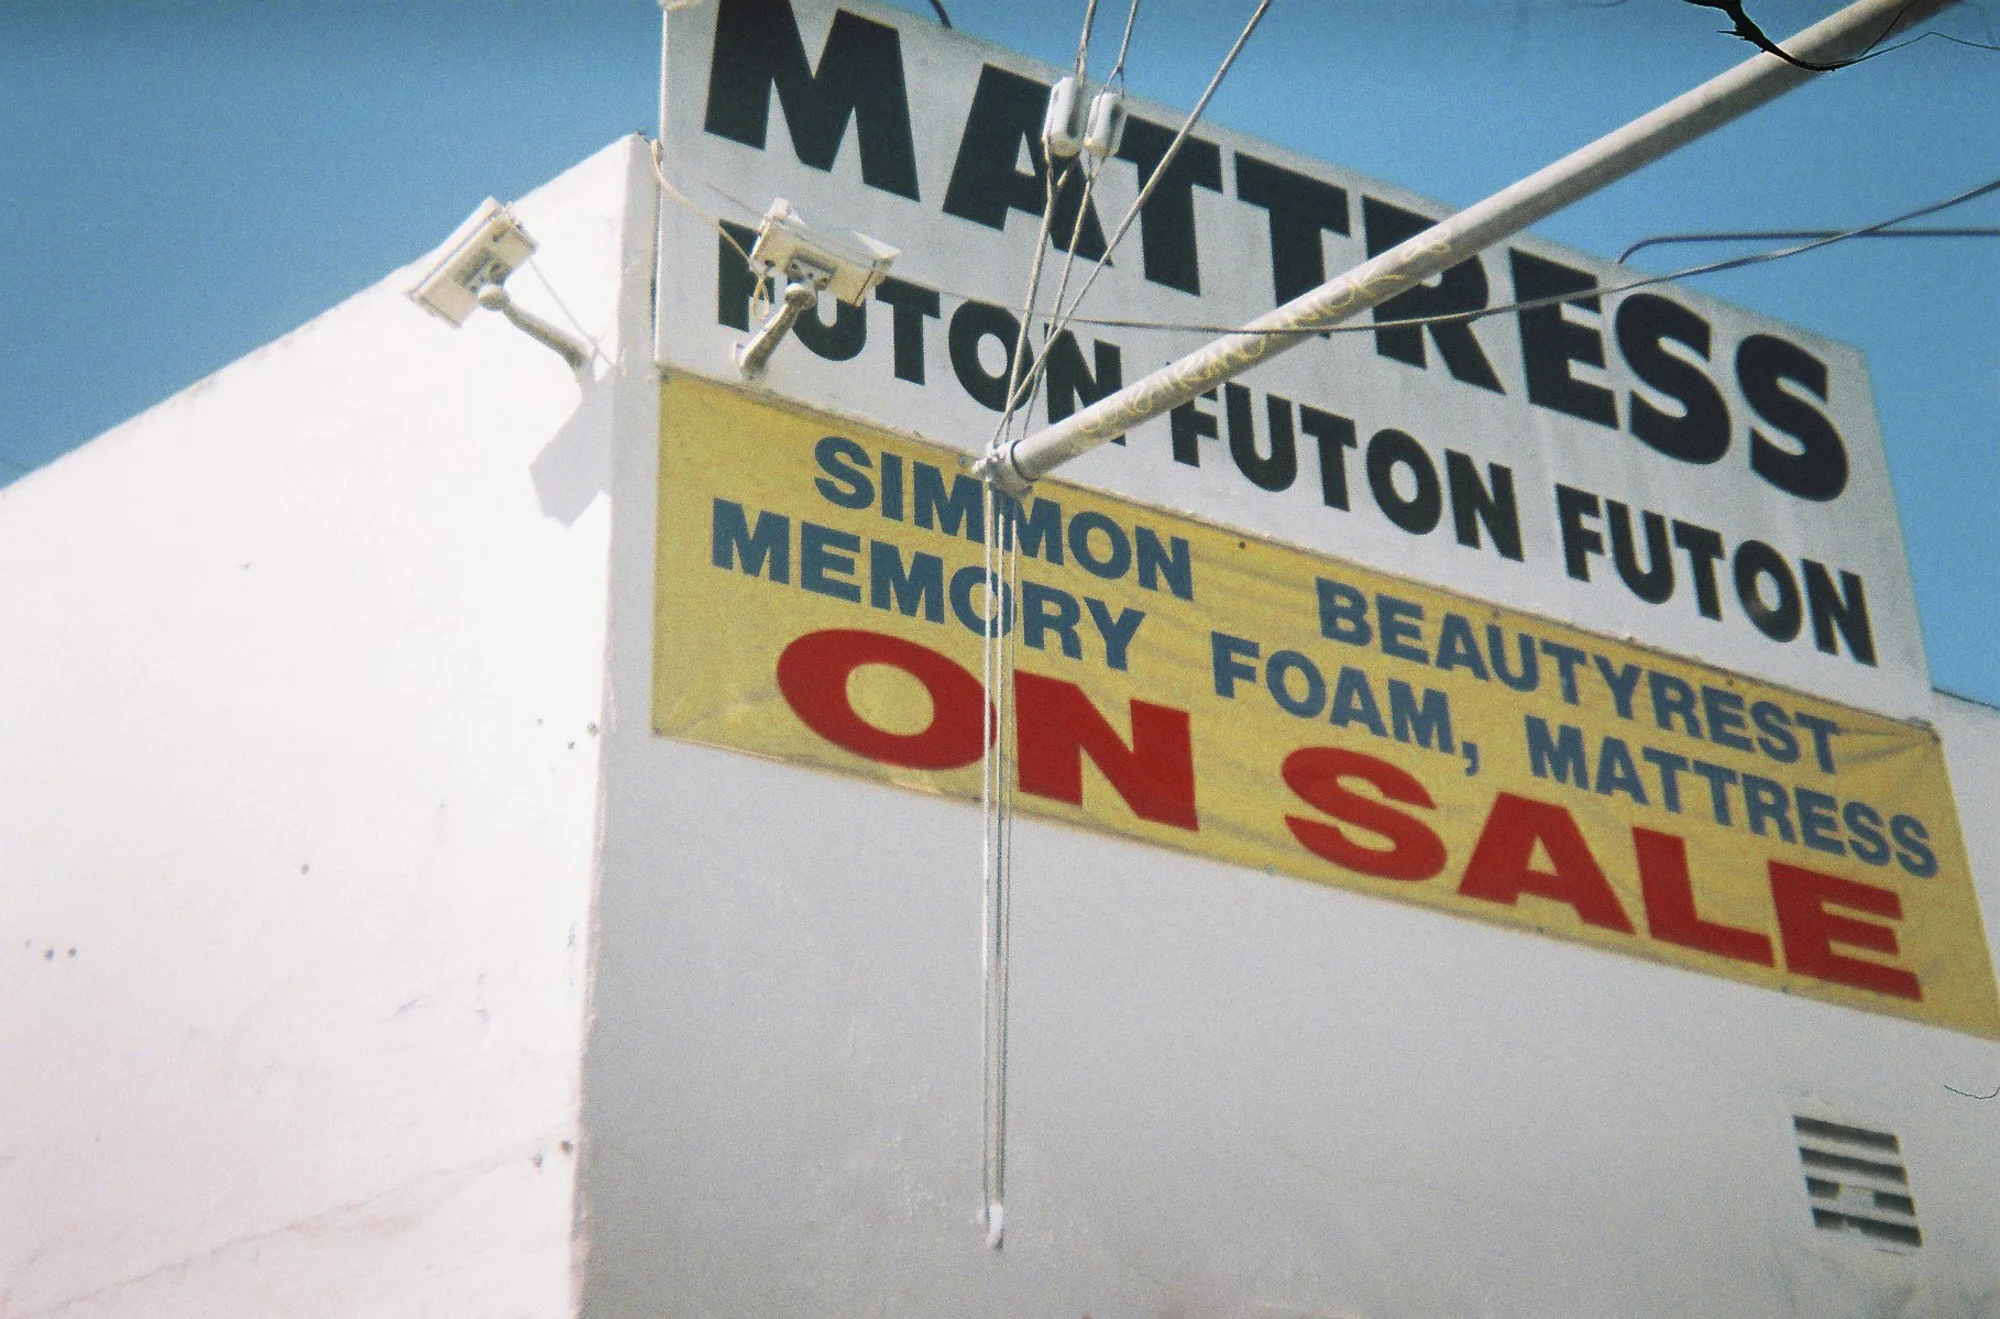 MATTRESS
FUTON FUTON FUTON
SIMMON BEAUTYREST
MEMORY FOAM, MATTRESS
ON SALE